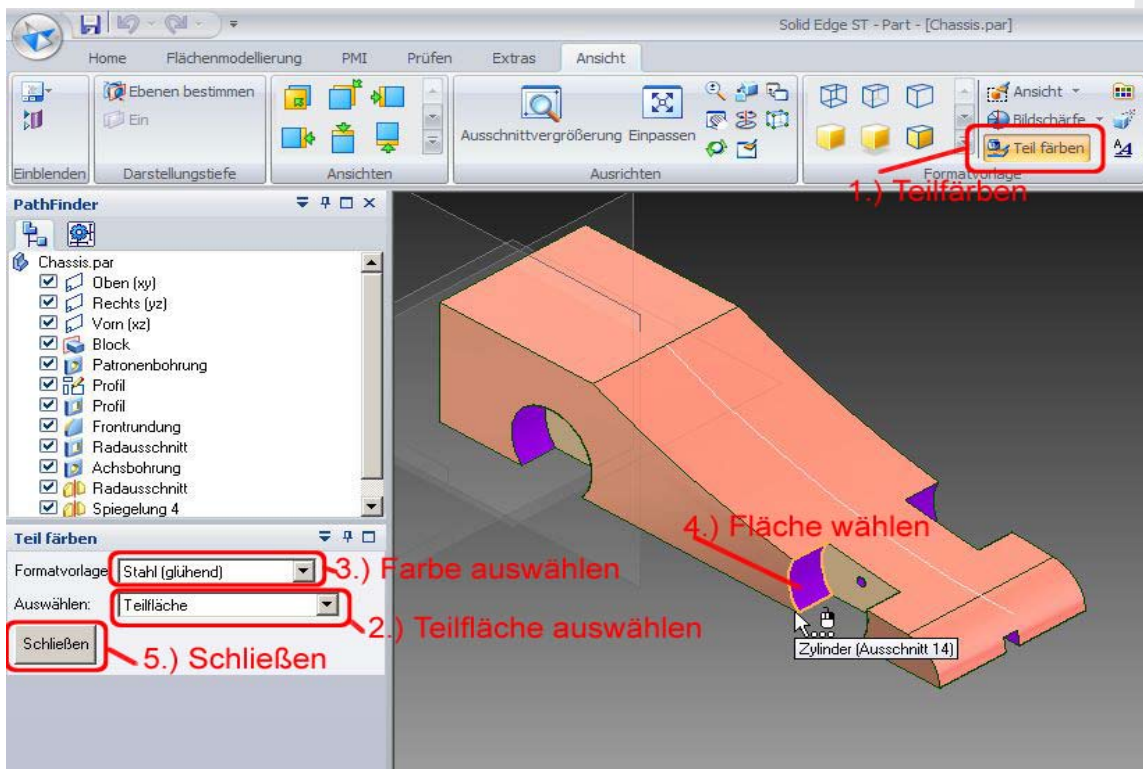 Solid Edge ST - Part - [Chassis.par]
Home Flächenmodellierung PMI Prüfen Extras Ansicht
Ebenen bestimmen
Ein
Ausschnittvergrößerung Einpassen
Ansicht
Bildschärfe
Teil färben
Einblenden Darstellungstiefe Ansichten Ausrichten Formatvorlage
1.) Teilfärben
PathFinder
Chassis.par
Oben (xy)
Rechts (yz)
Vorn (xz)
Block
Patronenbohrung
Profil
Profil
Frontrundung
Radausschnitt
Achsbohrung
Radausschnitt
Spiegelung 4
Teil färben
Formatvorlage Stahl (glühend)
3.) Farbe auswählen
Auswählen: Teilfläche
2.) Teilfläche auswählen
Schließen
5.) Schließen
4.) Fläche wählen
Zylinder (Ausschnitt 14)